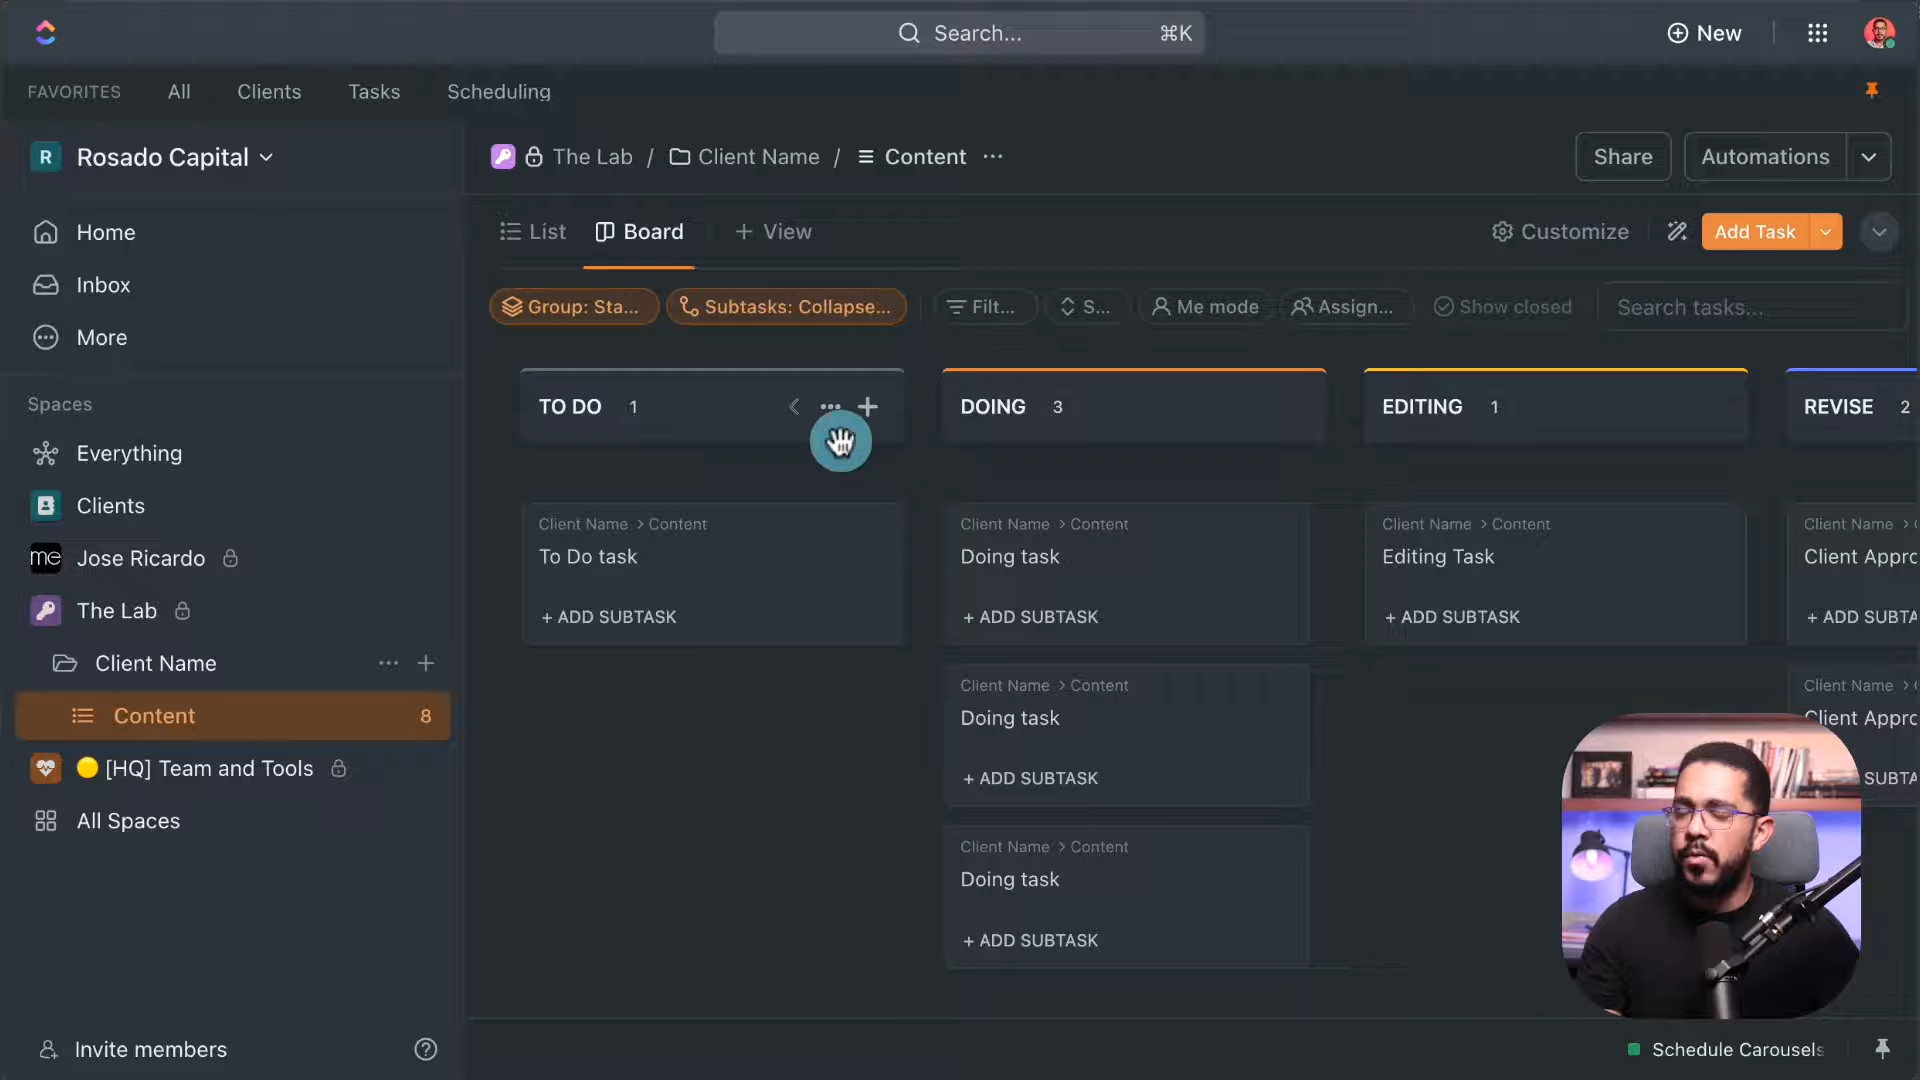 Search...
⌘K
New
FAVORITES
All
Clients
Tasks
Scheduling
R
Rosado Capital
The Lab / Client Name / Content
Share
Automations
Home
Inbox
More
List
Board
+ View
Customize
Add Task
Group: Sta...
Subtasks: Collapse...
Filt...
S...
Me mode
Assign...
Show closed
Search tasks...
Spaces
Everything
Clients
me
Jose Ricardo
The Lab
Client Name
Content
8
[HQ] Team and Tools
All Spaces
Invite members
TO DO 1
Client Name > Content
To Do task
+ ADD SUBTASK
DOING 3
Client Name > Content
Doing task
+ ADD SUBTASK
Client Name > Content
Doing task
+ ADD SUBTASK
Client Name > Content
Doing task
+ ADD SUBTASK
EDITING 1
Client Name > Content
Editing Task
+ ADD SUBTASK
REVISE 2
Client Name >
Client Appro
+ ADD SUBTA
Client Name >
Client Appro
SUBTA
Schedule Carousels